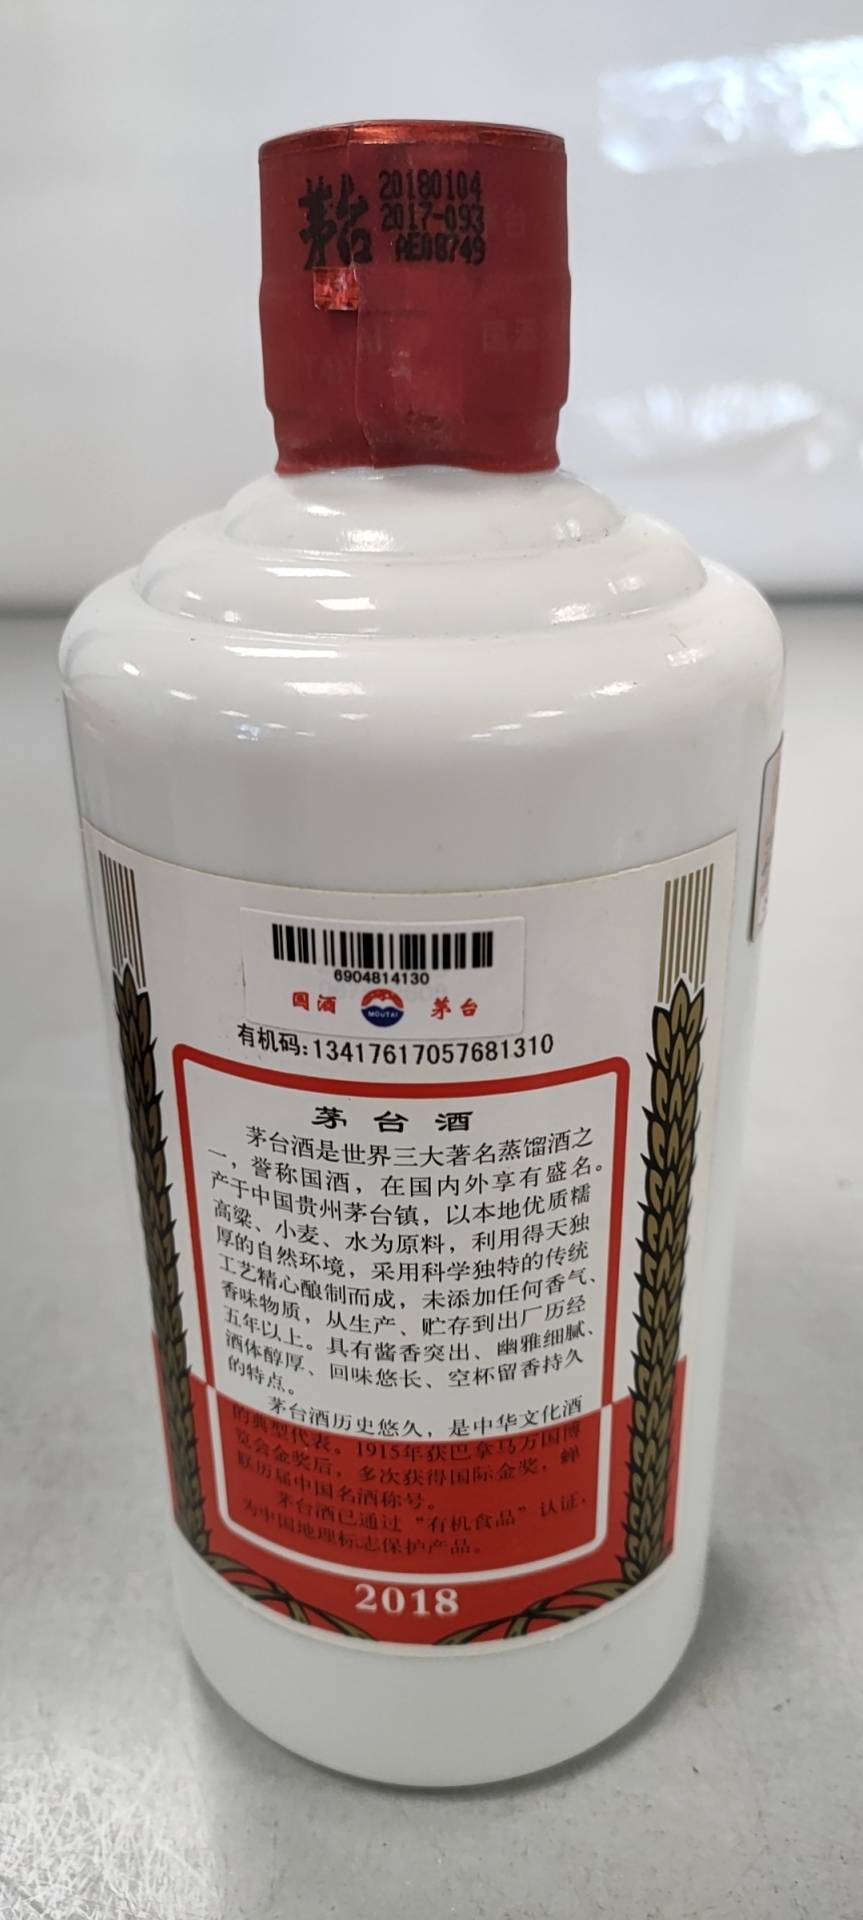 茅台
20180104
2017-093
AE08749
6904814130
国酒 MOUTAI 茅台
有机码:13417617057681310
茅台酒
茅台酒是世界三大著名蒸馏酒之
一，誉称国酒，在国内外享有盛名。
产于中国贵州茅台镇，以本地优质糯
高粱、小麦、水为原料，利用得天独
厚的自然环境，采用科学独特的传统
工艺精心酿制而成，未添加任何香气、
香味物质，从生产、贮存到出厂历经
五年以上。具有酱香突出、幽雅细腻、
酒体醇厚、回味悠长、空杯留香持久
的特点。
茅台酒历史悠久，是中华文化酒
的典型代表。1915年获巴拿马万国博
览会金奖后，多次获得国际金奖，蝉
联历届中国名酒称号。
茅台酒已通过“有机食品”认证，
为中国地理标志保护产品。
2018